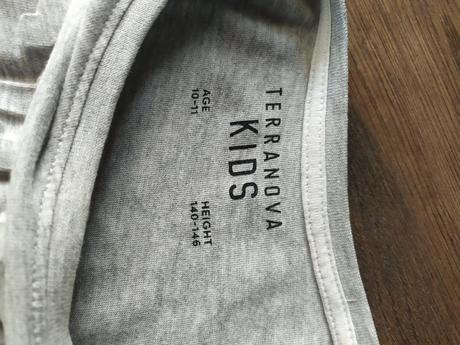 TERRANOVA
KIDS
AGE
10-11
HEIGHT
140-146